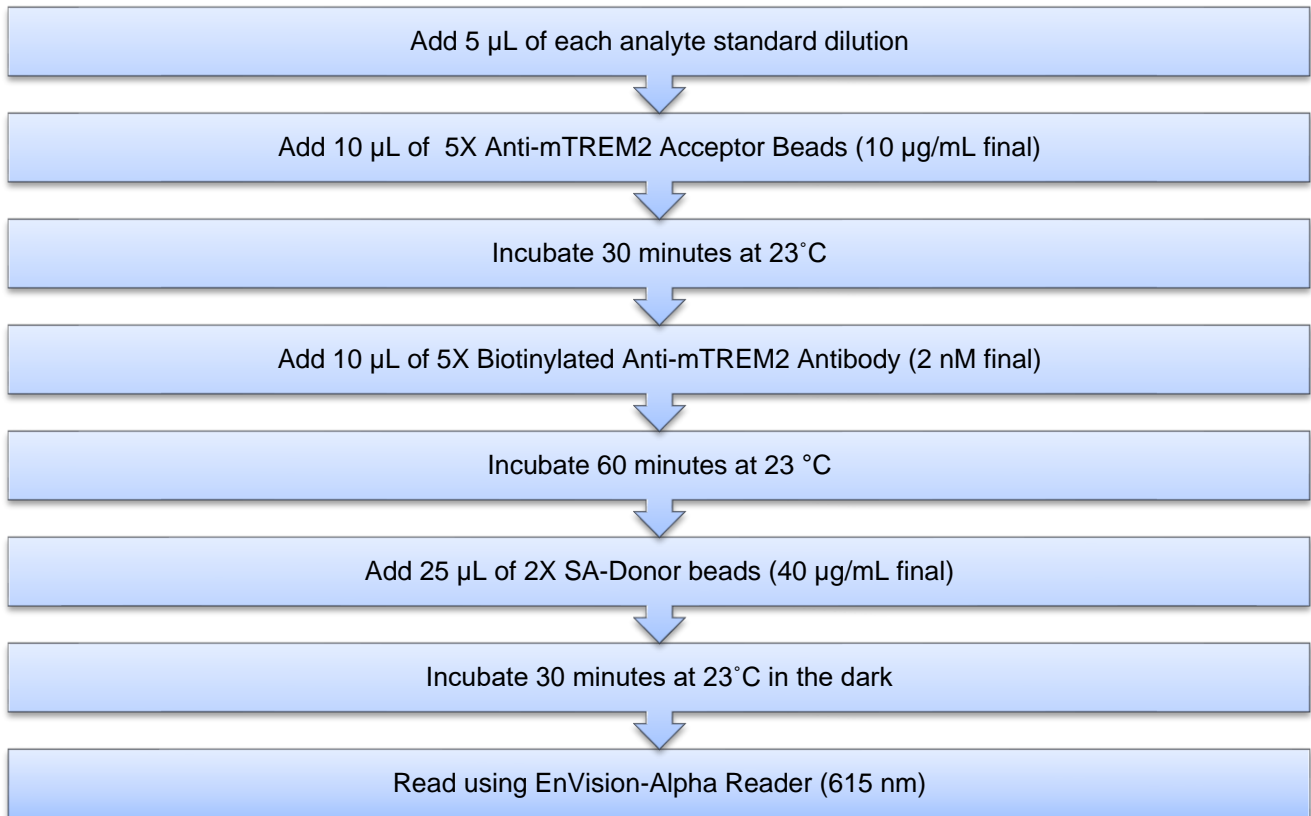 Add 5 µL of each analyte standard dilution
Add 10 µL of  5X Anti-mTREM2 Acceptor Beads (10 µg/mL final)
Incubate 30 minutes at 23˚C
Add 10 µL of 5X Biotinylated Anti-mTREM2 Antibody (2 nM final)
Incubate 60 minutes at 23 °C
Add 25 µL of 2X SA-Donor beads (40 µg/mL final)
Incubate 30 minutes at 23˚C in the dark
Read using EnVision-Alpha Reader (615 nm)